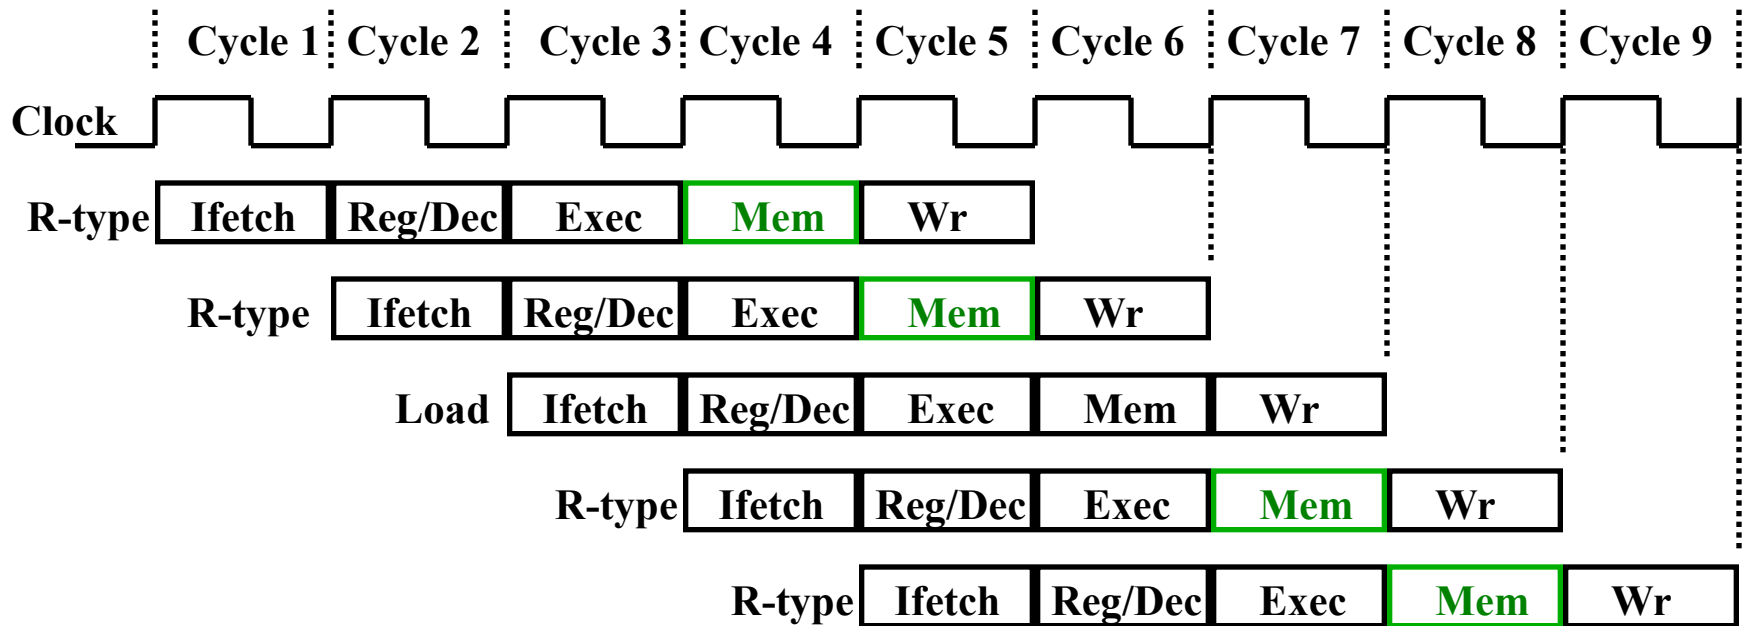 Cycle 1 Cycle 2 Cycle 3 Cycle 4 Cycle 5 Cycle 6 Cycle 7 Cycle 8 Cycle 9
Clock
R-type Ifetch Reg/Dec Exec Mem Wr
R-type Ifetch Reg/Dec Exec Mem Wr
Load Ifetch Reg/Dec Exec Mem Wr
R-type Ifetch Reg/Dec Exec Mem Wr
R-type Ifetch Reg/Dec Exec Mem Wr